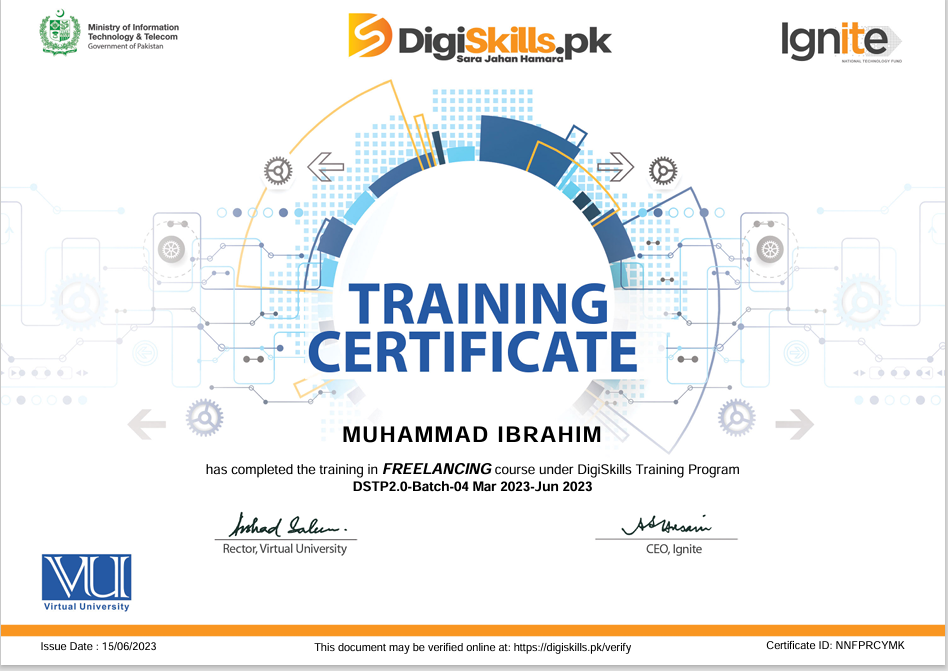 Ministry of Information
Technology & Telecom
Government of Pakistan
DigiSkills.pk
Sara Jahan Hamara
Ignite
NATIONAL TECHNOLOGY FUND
TRAINING
CERTIFICATE
MUHAMMAD IBRAHIM
has completed the training in FREELANCING course under DigiSkills Training Program
DSTP2.0-Batch-04 Mar 2023-Jun 2023
Rector, Virtual University
CEO, Ignite
VU
Virtual University
Issue Date : 15/06/2023
This document may be verified online at: https://digiskills.pk/verify
Certificate ID: NNFPRCYMK